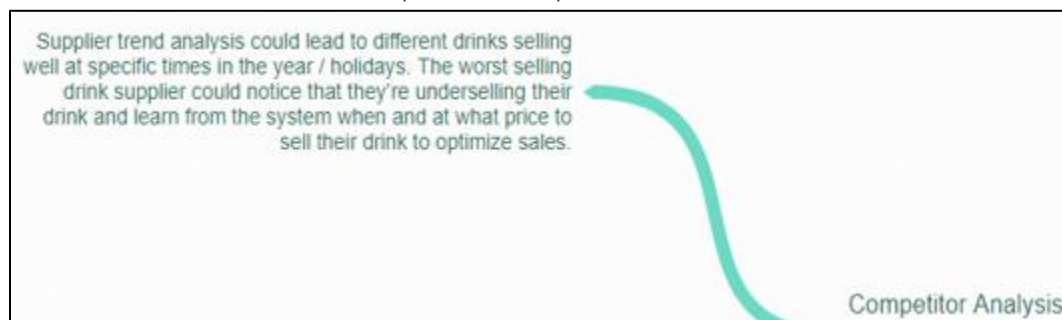 Supplier trend analysis could lead to different drinks selling
well at specific times in the year / holidays. The worst selling
drink supplier could notice that they're underselling their
drink and learn from the system when and at what price to
sell their drink to optimize sales.
Competitor Analysis